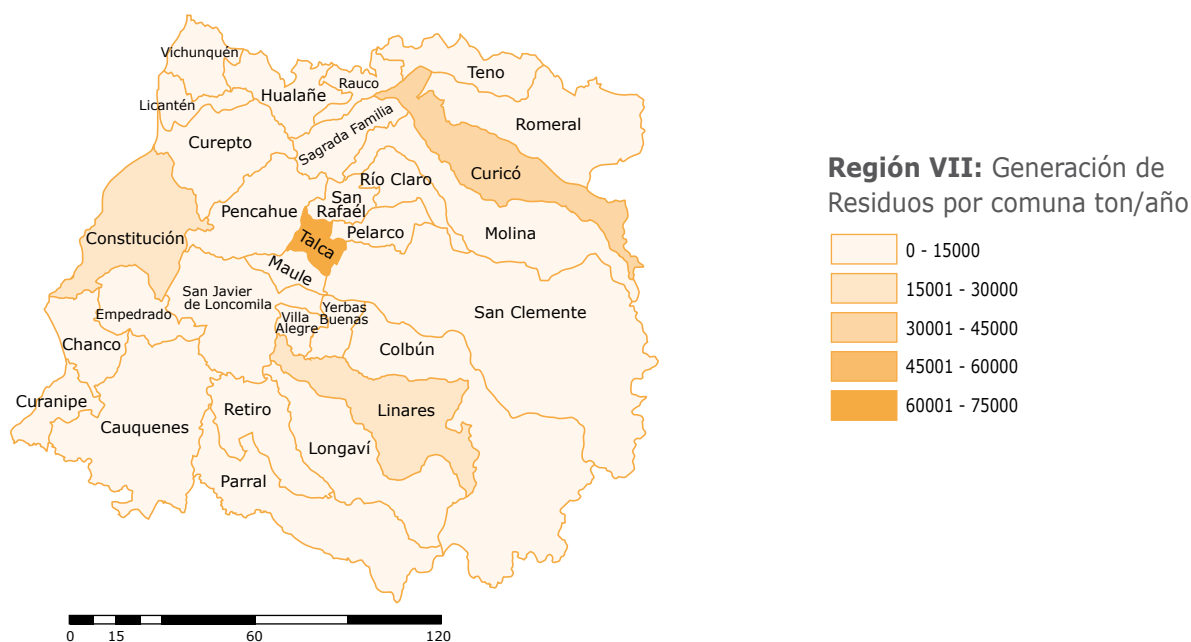 Vichunquén
Teno
Rauco
Hualañe
Licantén
Romeral
Sagrada Familia
Curepto
Curicó
Río Claro
San
Rafaél
Pencahue
Pelarco
Molina
Constitución
Talca
Maule
San Javier
de Loncomila
San Clemente
Empedrado
Villa
Alegre
Yerbas
Buenas
Chanco
Colbún
Curanipe
Retiro
Linares
Cauquenes
Longaví
Parral
0 15 60 120
Región VII: Generación de
Residuos por comuna ton/año
0 - 15000
15001 - 30000
30001 - 45000
45001 - 60000
60001 - 75000